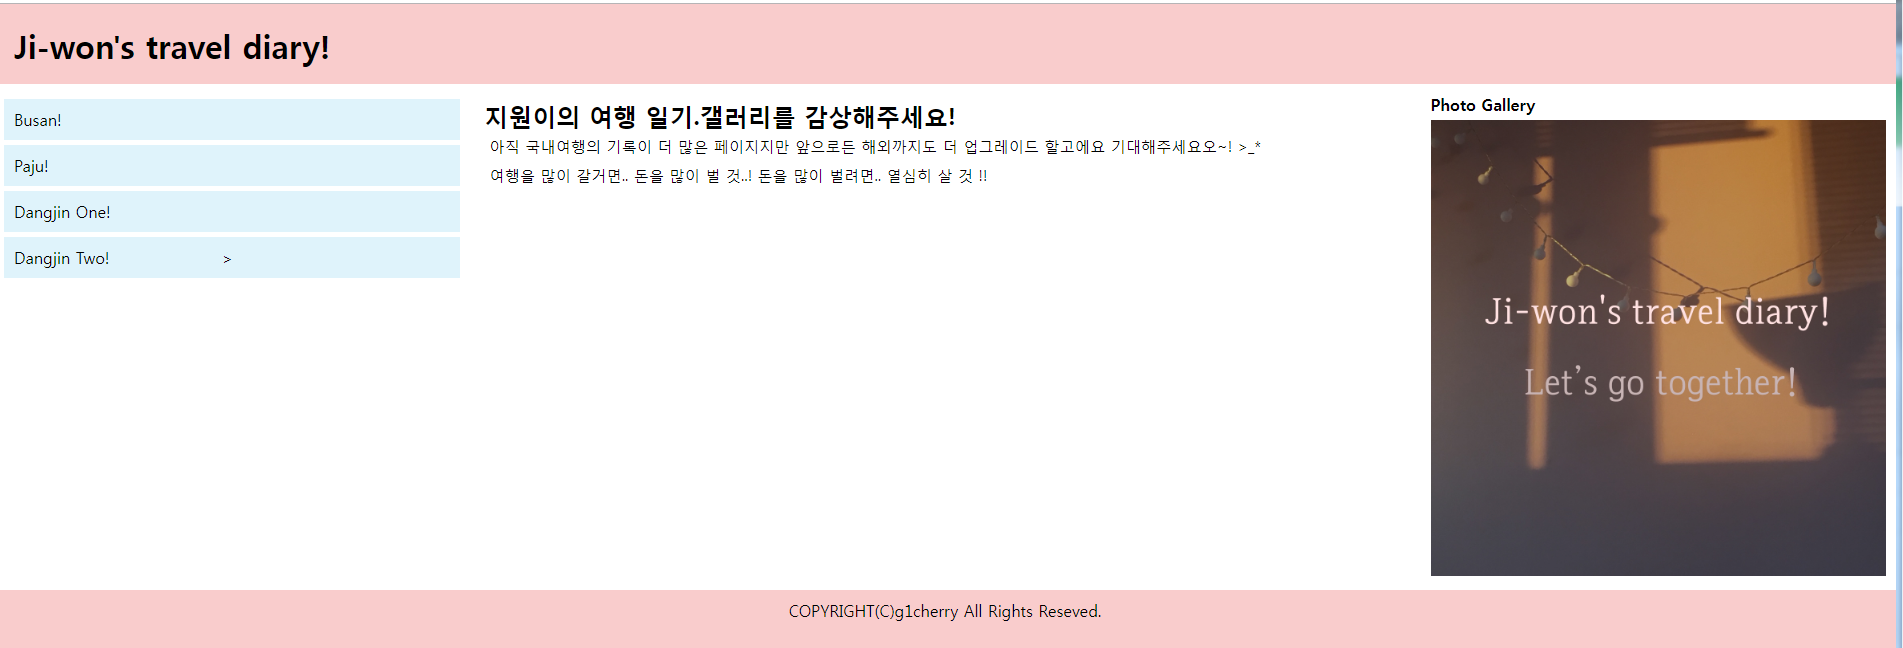 Ji-won's travel diary!
Busan!
Paju!
Dangjin One!
Dangjin Two! >
지원이의 여행 일기.갤러리를 감상해주세요!
아직 국내여행의 기록이 더 많은 페이지지만 앞으로든 해외까지도 더 업그레이드 할고에요 기대해주세요오~! >_*
여행을 많이 갈거면.. 돈을 많이 벌 것..! 돈을 많이 벌려면.. 열심히 살 것 !!
Photo Gallery
Ji-won's travel diary!
Let’s go together!
COPYRIGHT(C)g1cherry All Rights Reseved.